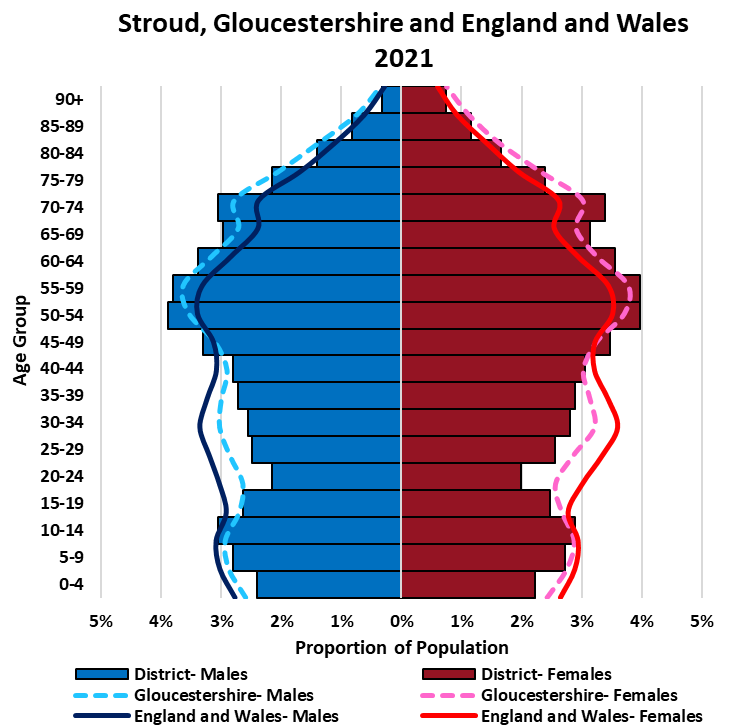 Stroud, Gloucestershire and England and Wales
2021
Age Group
90+
85-89
80-84
75-79
70-74
65-69
60-64
55-59
50-54
45-49
40-44
35-39
30-34
25-29
20-24
15-19
10-14
5-9
0-4
5% 4% 3% 2% 1% 0% 1% 2% 3% 4% 5%
Proportion of Population
District- Males District- Females
Gloucestershire- Males Gloucestershire- Females
England and Wales- Males England and Wales- Females